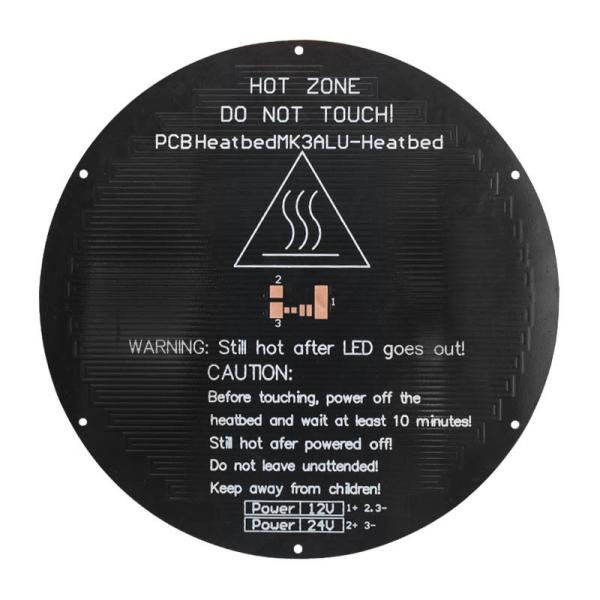 HOT ZONE
DO NOT TOUCH!
PCBHeatbedMK3ALU-Heatbed
2
1
3
WARNING: Still hot after LED goes out!
CAUTION:
Before touching, power off the
heatbed and wait at least 10 minutes!
Still hot afer powered off!
Do not leave unattended!
Keep away from children!
Power 12V 1+ 2.3-
Power 24V 2+ 3-